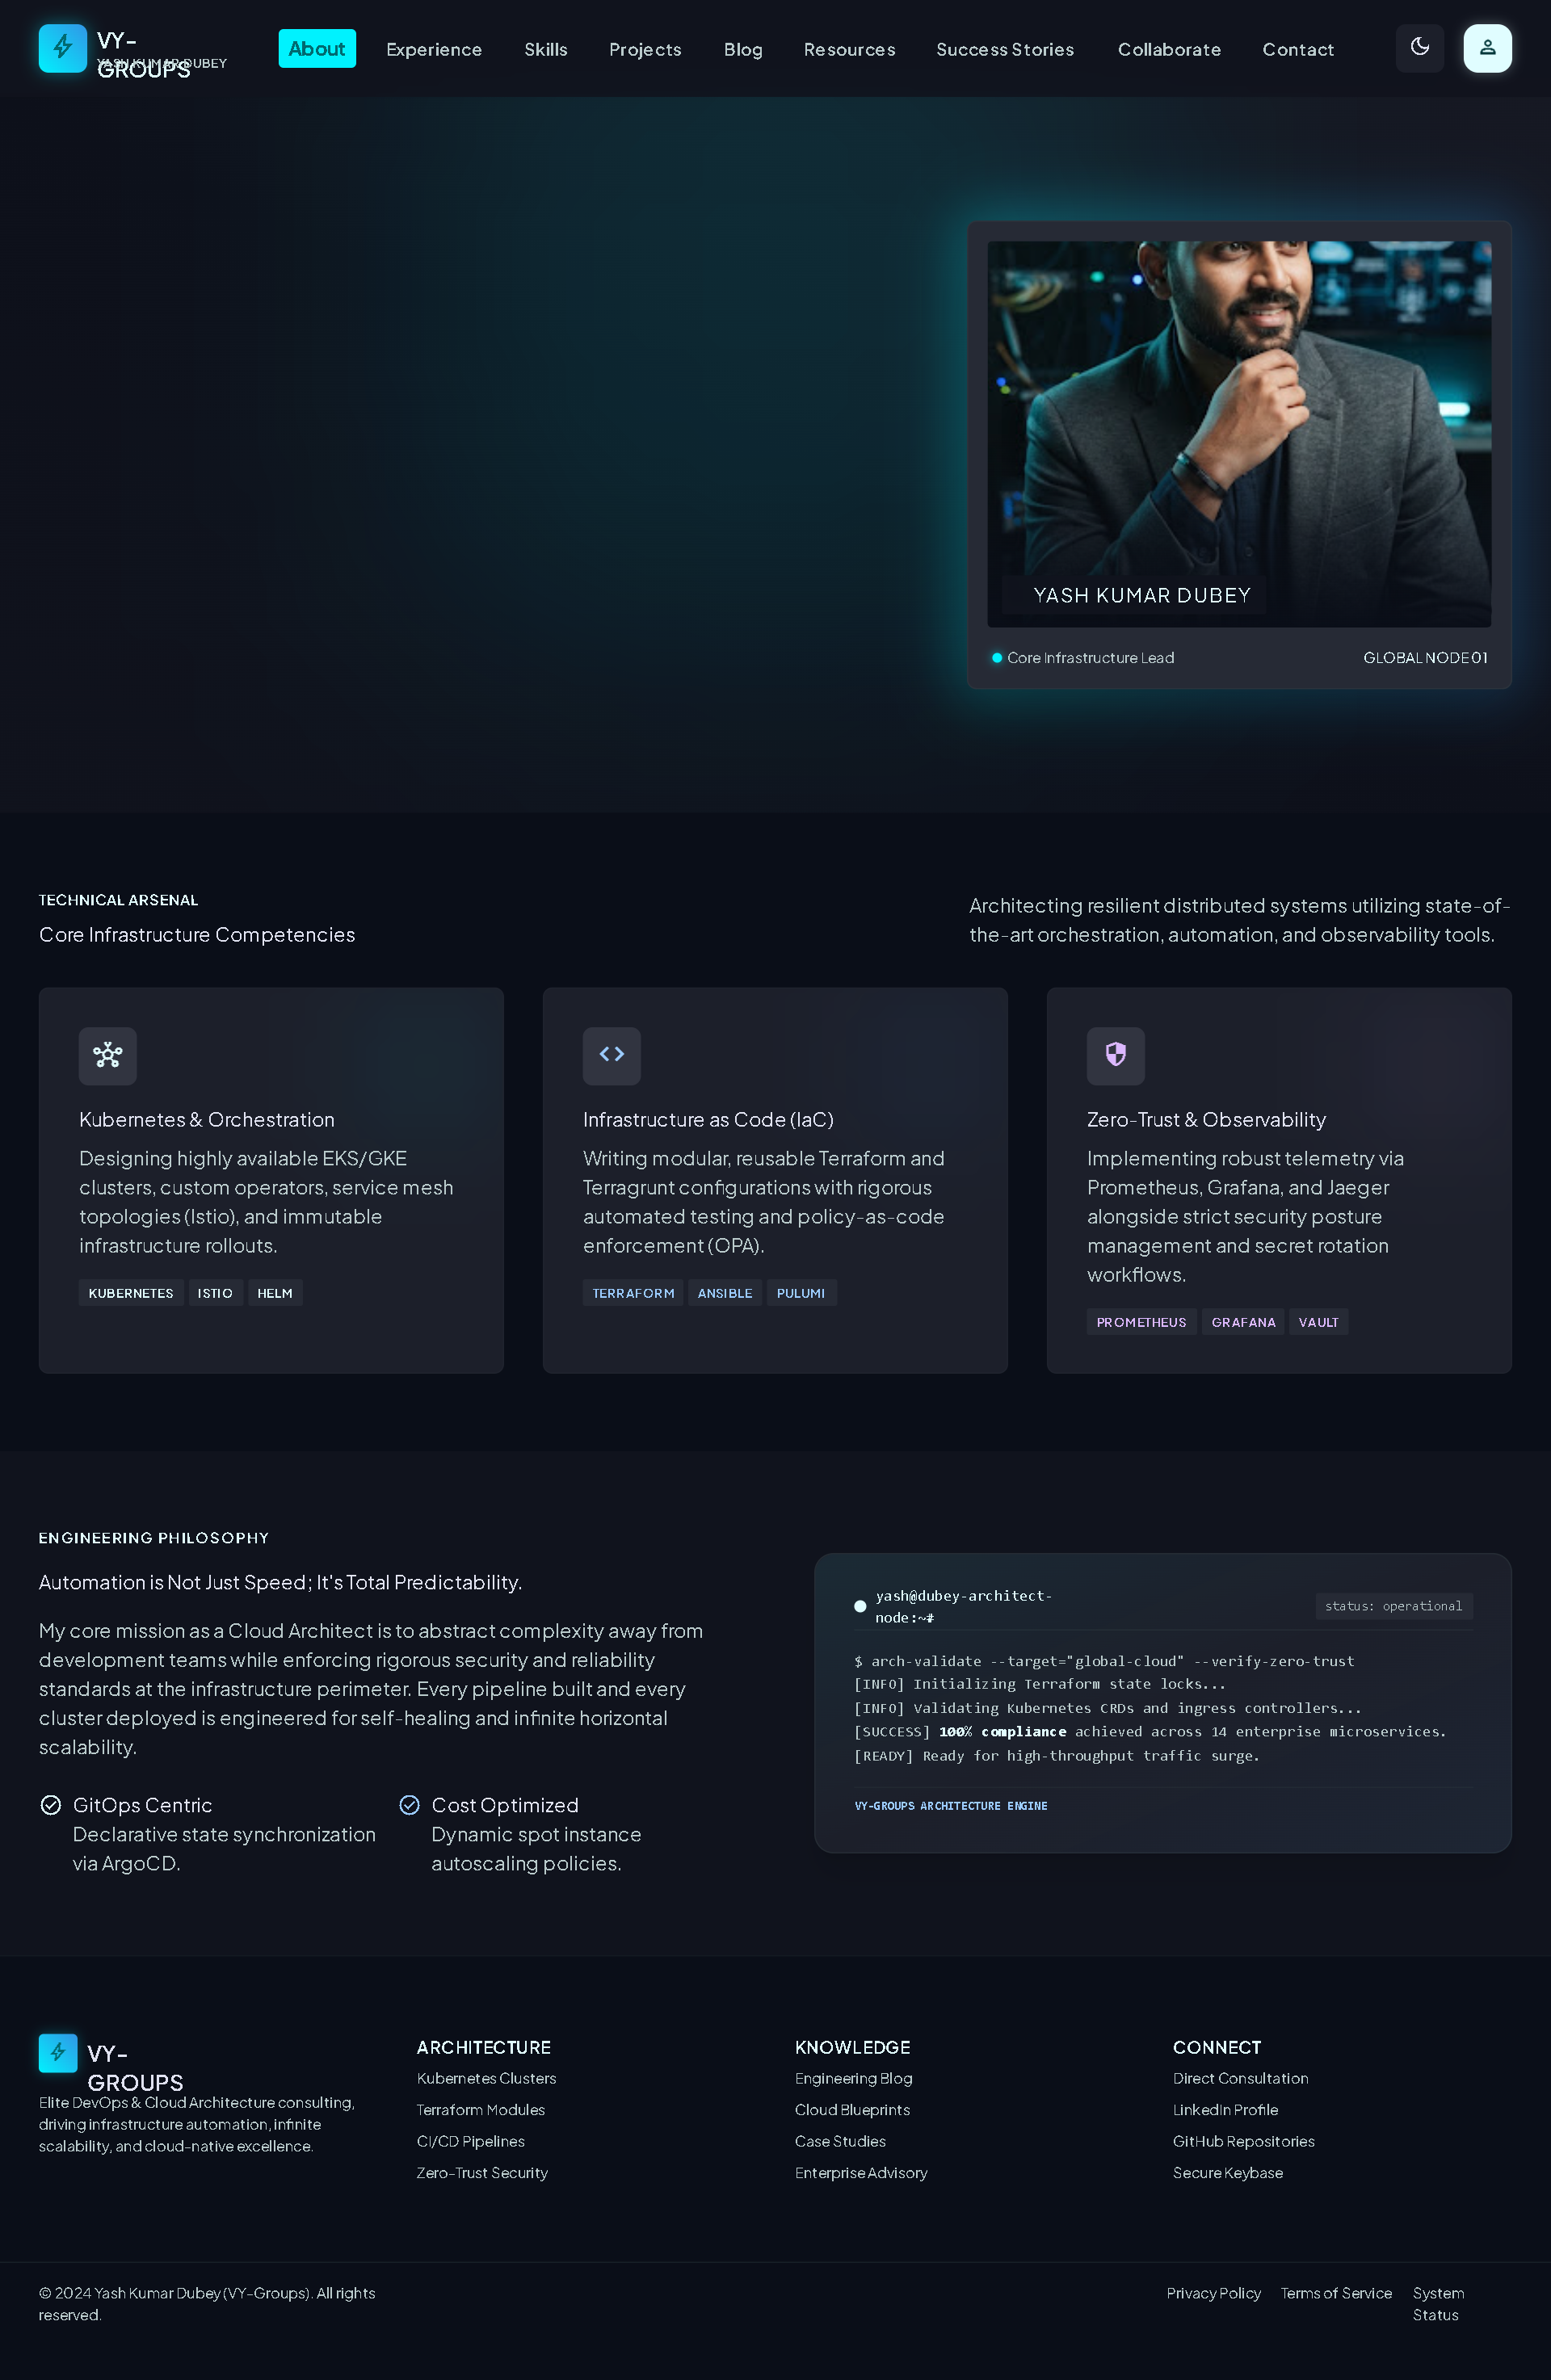 VY-
GROUPS
YASH KUMAR DUBEY
About
Experience
Skills
Projects
Blog
Resources
Success Stories
Collaborate
Contact
YASH KUMAR DUBEY
Core Infrastructure Lead
GLOBAL NODE 01
TECHNICAL ARSENAL
Core Infrastructure Competencies
Architecting resilient distributed systems utilizing state-of-
the-art orchestration, automation, and observability tools.
Kubernetes & Orchestration
Designing highly available EKS/GKE
clusters, custom operators, service mesh
topologies (Istio), and immutable
infrastructure rollouts.
KUBERNETES
ISTIO
HELM
Infrastructure as Code (IaC)
Writing modular, reusable Terraform and
Terragrunt configurations with rigorous
automated testing and policy-as-code
enforcement (OPA).
TERRAFORM
ANSIBLE
PULUMI
Zero-Trust & Observability
Implementing robust telemetry via
Prometheus, Grafana, and Jaeger
alongside strict security posture
management and secret rotation
workflows.
PROMETHEUS
GRAFANA
VAULT
ENGINEERING PHILOSOPHY
Automation is Not Just Speed; It's Total Predictability.
My core mission as a Cloud Architect is to abstract complexity away from
development teams while enforcing rigorous security and reliability
standards at the infrastructure perimeter. Every pipeline built and every
cluster deployed is engineered for self-healing and infinite horizontal
scalability.
GitOps Centric
Declarative state synchronization
via ArgoCD.
Cost Optimized
Dynamic spot instance
autoscaling policies.
yash@dubey-architect-
node:~#
status: operational
$ arch-validate --target="global-cloud" --verify-zero-trust
[INFO] Initializing Terraform state locks...
[INFO] Validating Kubernetes CRDs and ingress controllers...
[SUCCESS] 100% compliance achieved across 14 enterprise microservices.
[READY] Ready for high-throughput traffic surge.
VY-GROUPS ARCHITECTURE ENGINE
VY-
GROUPS
Elite DevOps & Cloud Architecture consulting,
driving infrastructure automation, infinite
scalability, and cloud-native excellence.
ARCHITECTURE
Kubernetes Clusters
Terraform Modules
CI/CD Pipelines
Zero-Trust Security
KNOWLEDGE
Engineering Blog
Cloud Blueprints
Case Studies
Enterprise Advisory
CONNECT
Direct Consultation
LinkedIn Profile
GitHub Repositories
Secure Keybase
© 2024 Yash Kumar Dubey (VY-Groups). All rights
reserved.
Privacy Policy
Terms of Service
System
Status